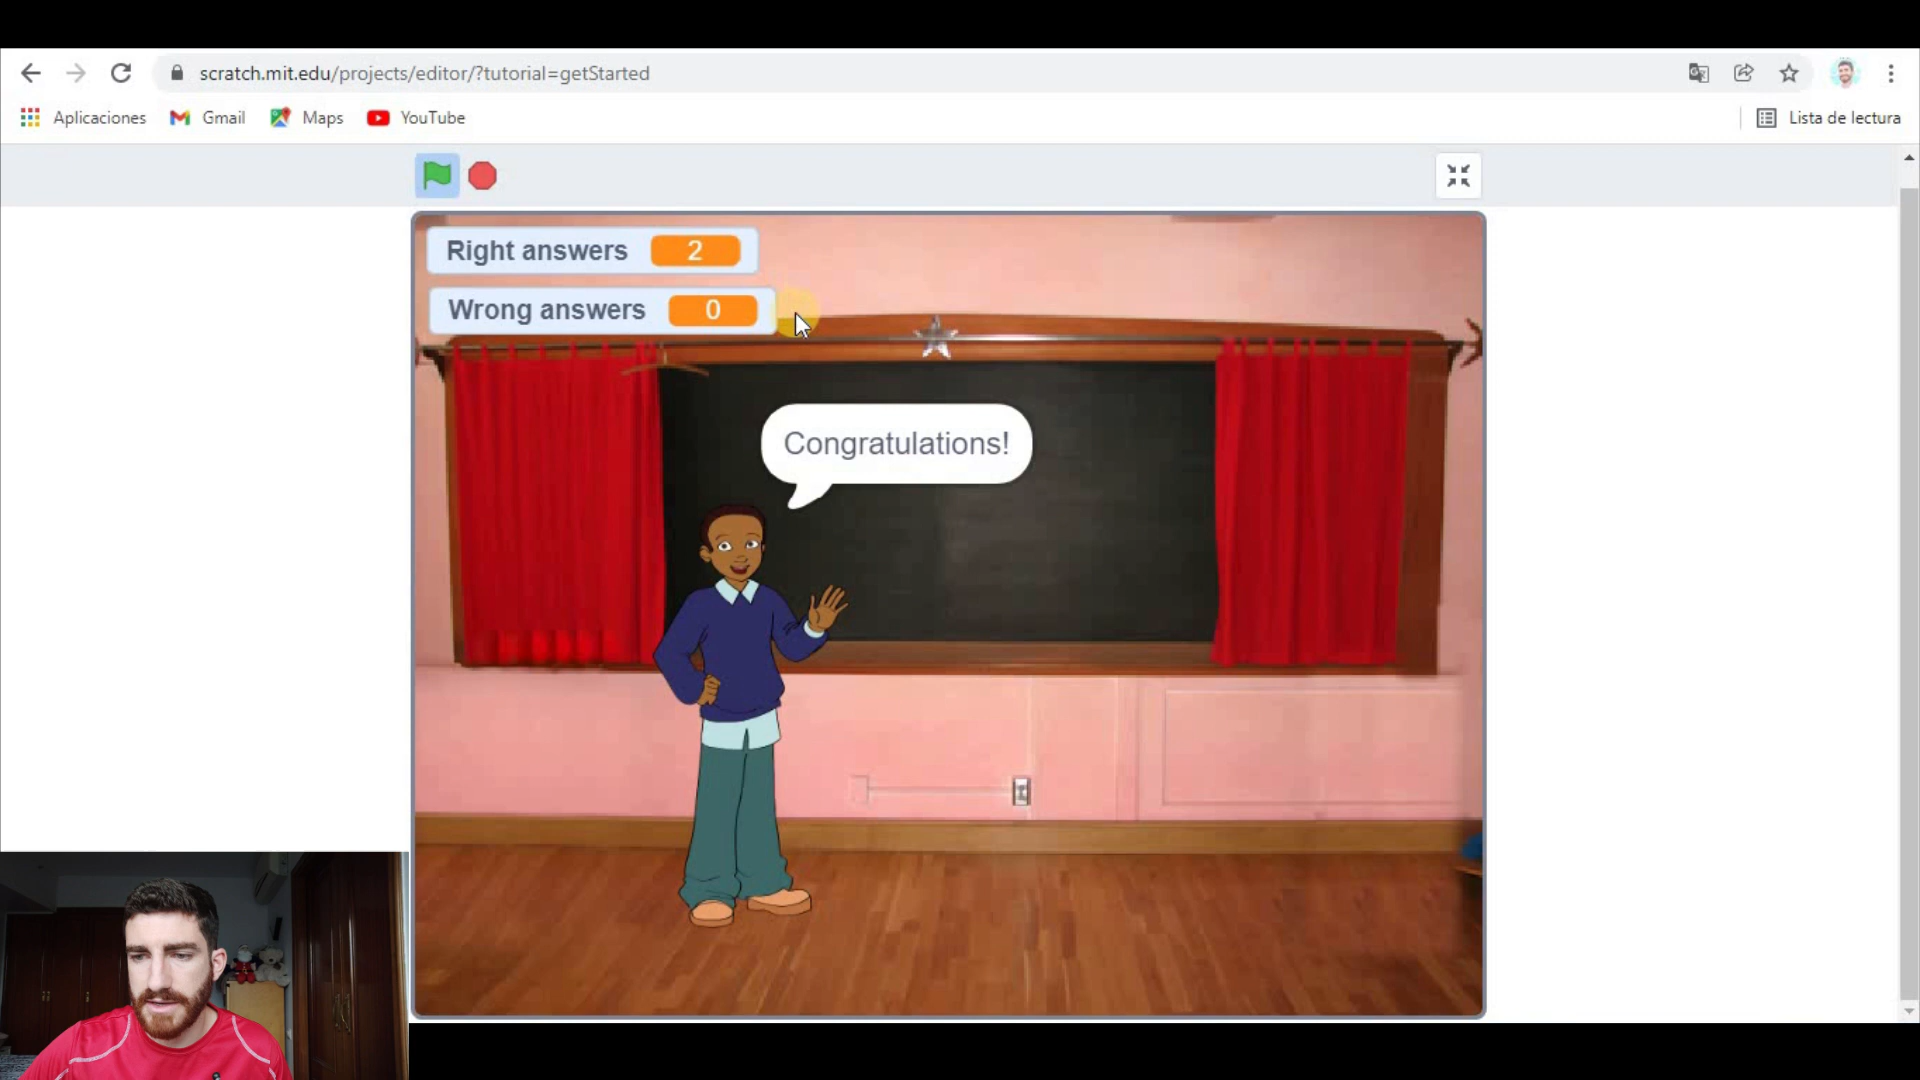 scratch.mit.edu/projects/editor/?tutorial=getStarted
Aplicaciones Gmail Maps YouTube Lista de lectura
Right answers 2
Wrong answers 0
Congratulations!